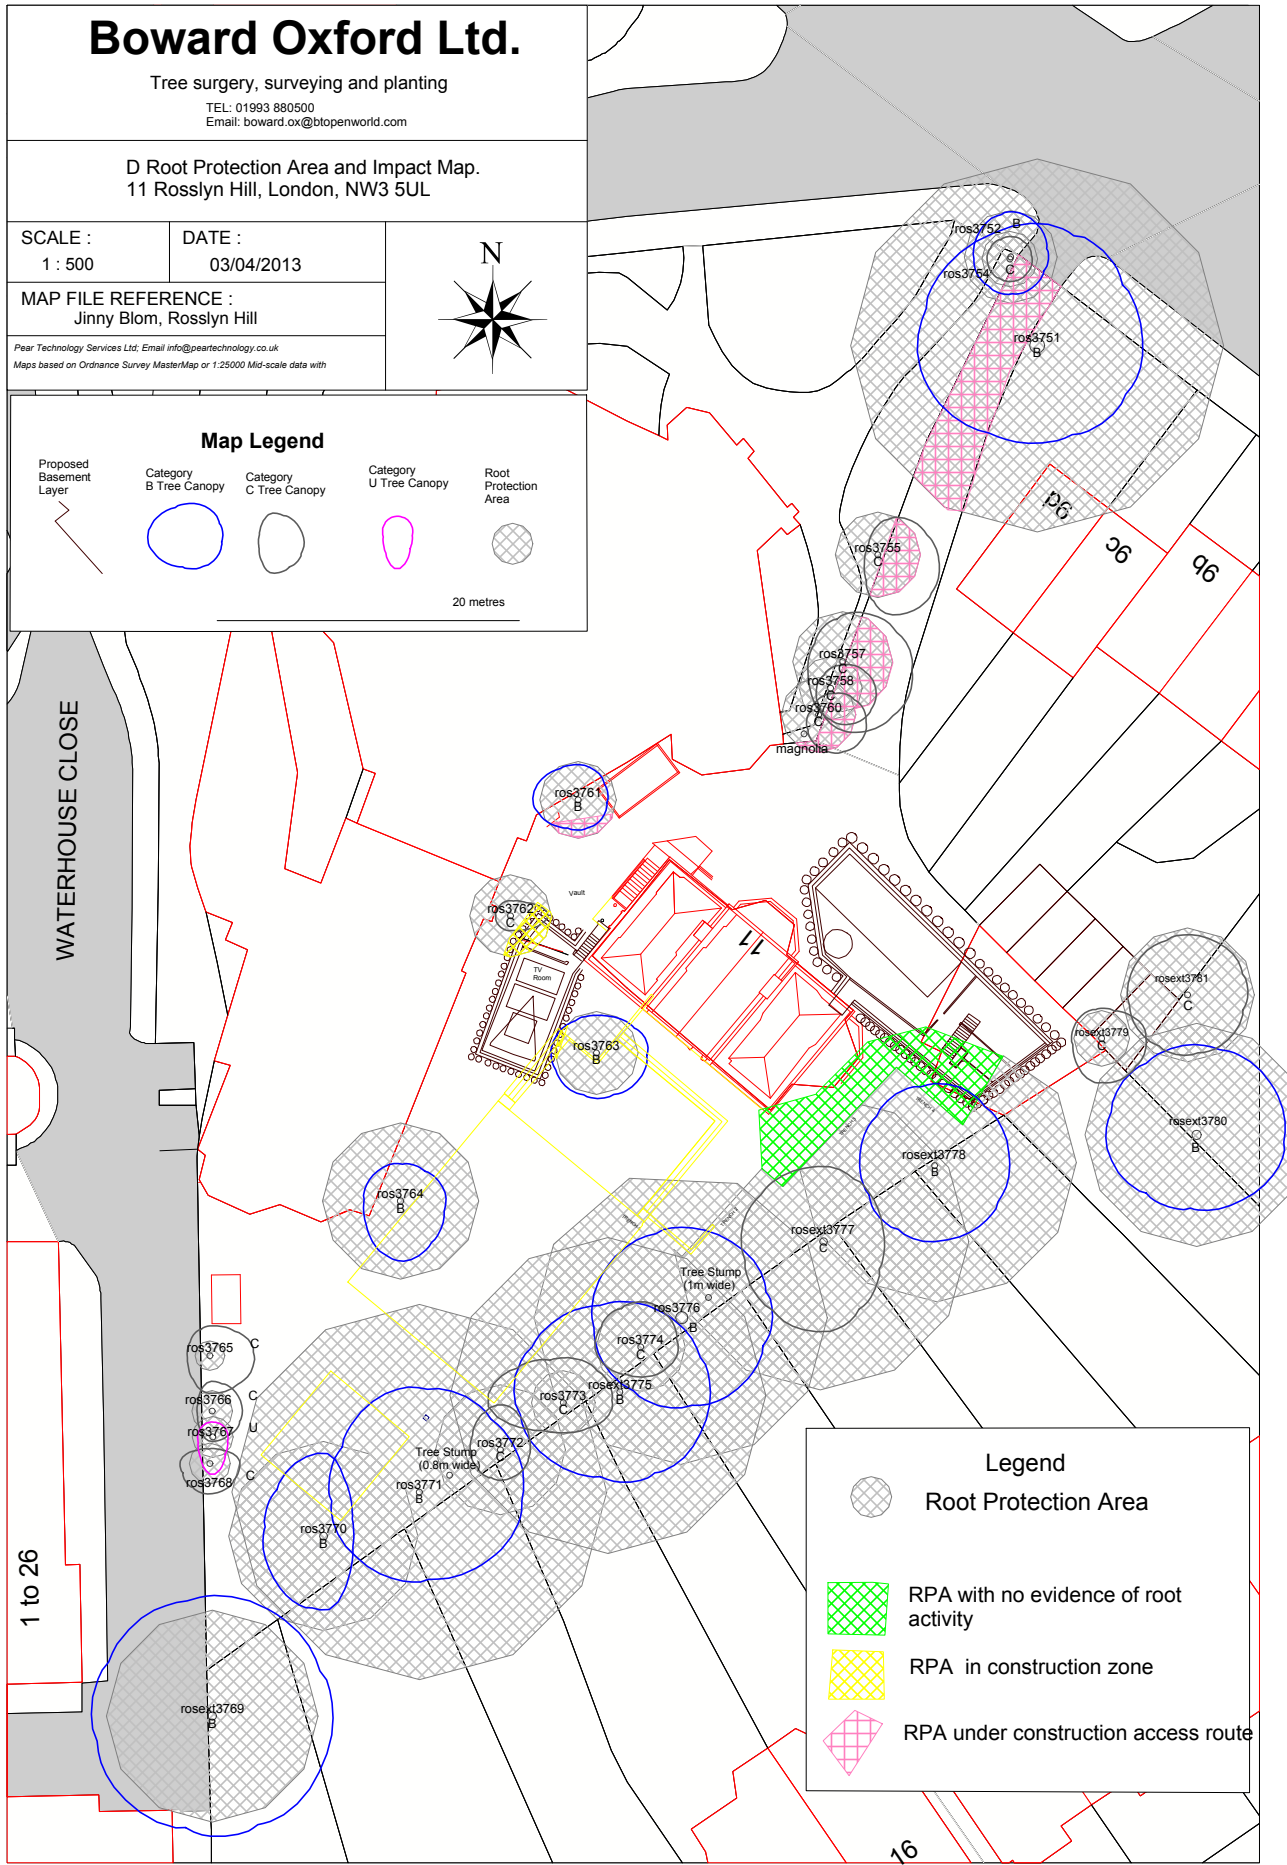 Boward Oxford Ltd.
Tree surgery, surveying and planting
TEL: 01993 880500
Email: boward.ox@btopenworld.com
D Root Protection Area and Impact Map.
11 Rosslyn Hill, London, NW3 5UL
SCALE :
1 : 500
DATE :
03/04/2013
MAP FILE REFERENCE :
Jinny Blom, Rosslyn Hill
Pear Technology Services Ltd; Email info@peartechnology.co.uk
Maps based on Ordnance Survey MasterMap or 1:25000 Mid-scale data with
N
Map Legend
Proposed
Basement
Layer
Category
B Tree Canopy
Category
C Tree Canopy
Category
U Tree Canopy
Root
Protection
Area
20 metres
ros3752
B
ros3754
C
ros3751
B
9d
9c
9b
ros3755
C
ros3757
C
ros3758
C
ros3760
C
magnolia
WATERHOUSE CLOSE
ros3761
B
Vault
ros3762
C
11
TV
Room
ros3763
B
rosext3781
C
rosext3779
C
rosext3780
B
TRENCH
TRENCH
rosext3778
B
ros3764
B
rosext3777
C
Tree Stump
(1m wide)
ros3776
B
ros3774
C
rosext3775
B
ros3773
C
ros3772
C
Tree Stump
(0.8m wide)
ros3771
B
ros3770
B
ros3765
C
ros3766
C
ros3767
U
ros3768
C
1 to 26
rosext3769
B
16
Legend
Root Protection Area
RPA with no evidence of root
activity
RPA in construction zone
RPA under construction access route